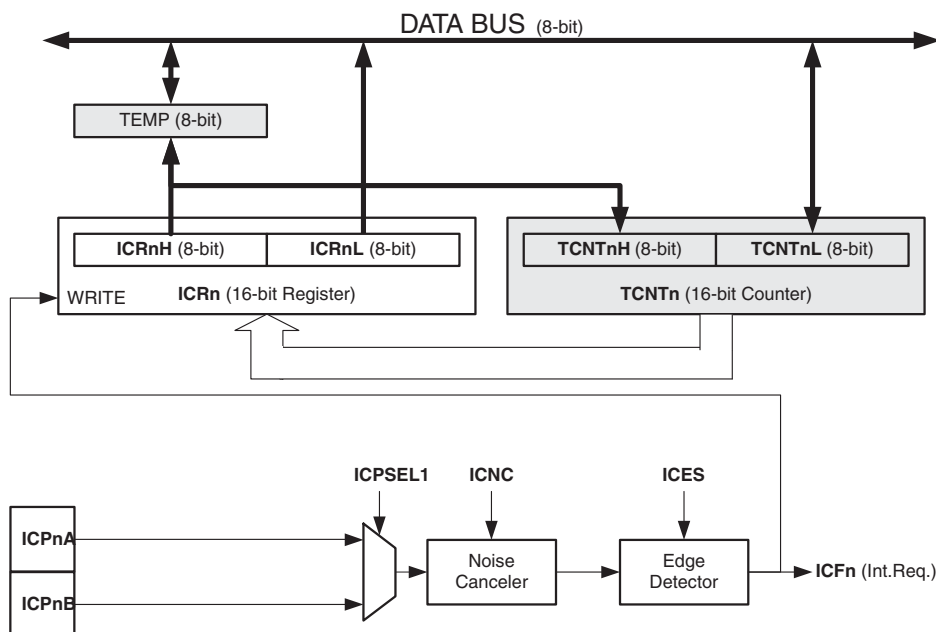 DATA BUS (8-bit)
TEMP (8-bit)
ICRnH (8-bit) ICRnL (8-bit)
TCNTnH (8-bit) TCNTnL (8-bit)
WRITE
ICRn (16-bit Register)
TCNTn (16-bit Counter)
ICPSEL1
ICNC
ICES
ICPnA
ICPnB
Noise
Canceler
Edge
Detector
ICFn (Int.Req.)